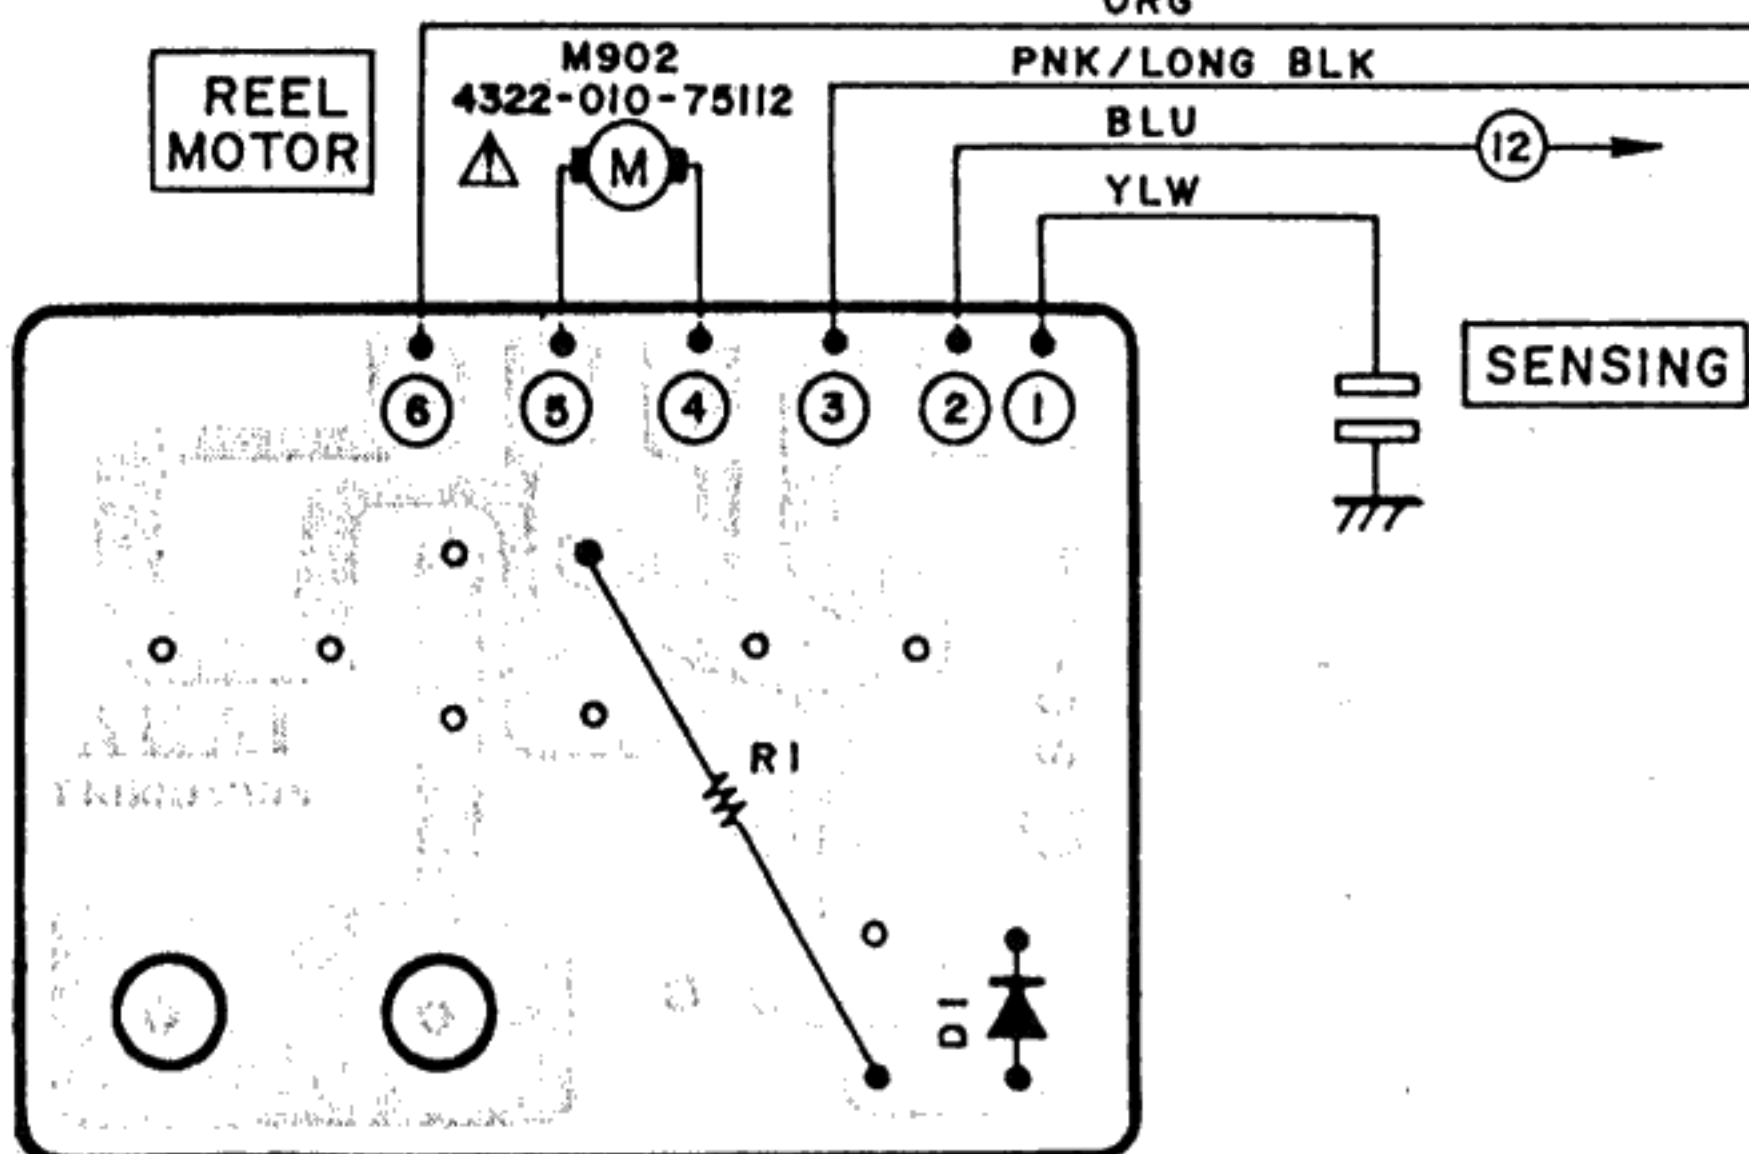 ORG
M902
PNK/LONG BLK
REEL
MOTOR
4322-010-75112
BLU
12
M
YLW
SENSING
6 5 4 3 2 1
R1
D1